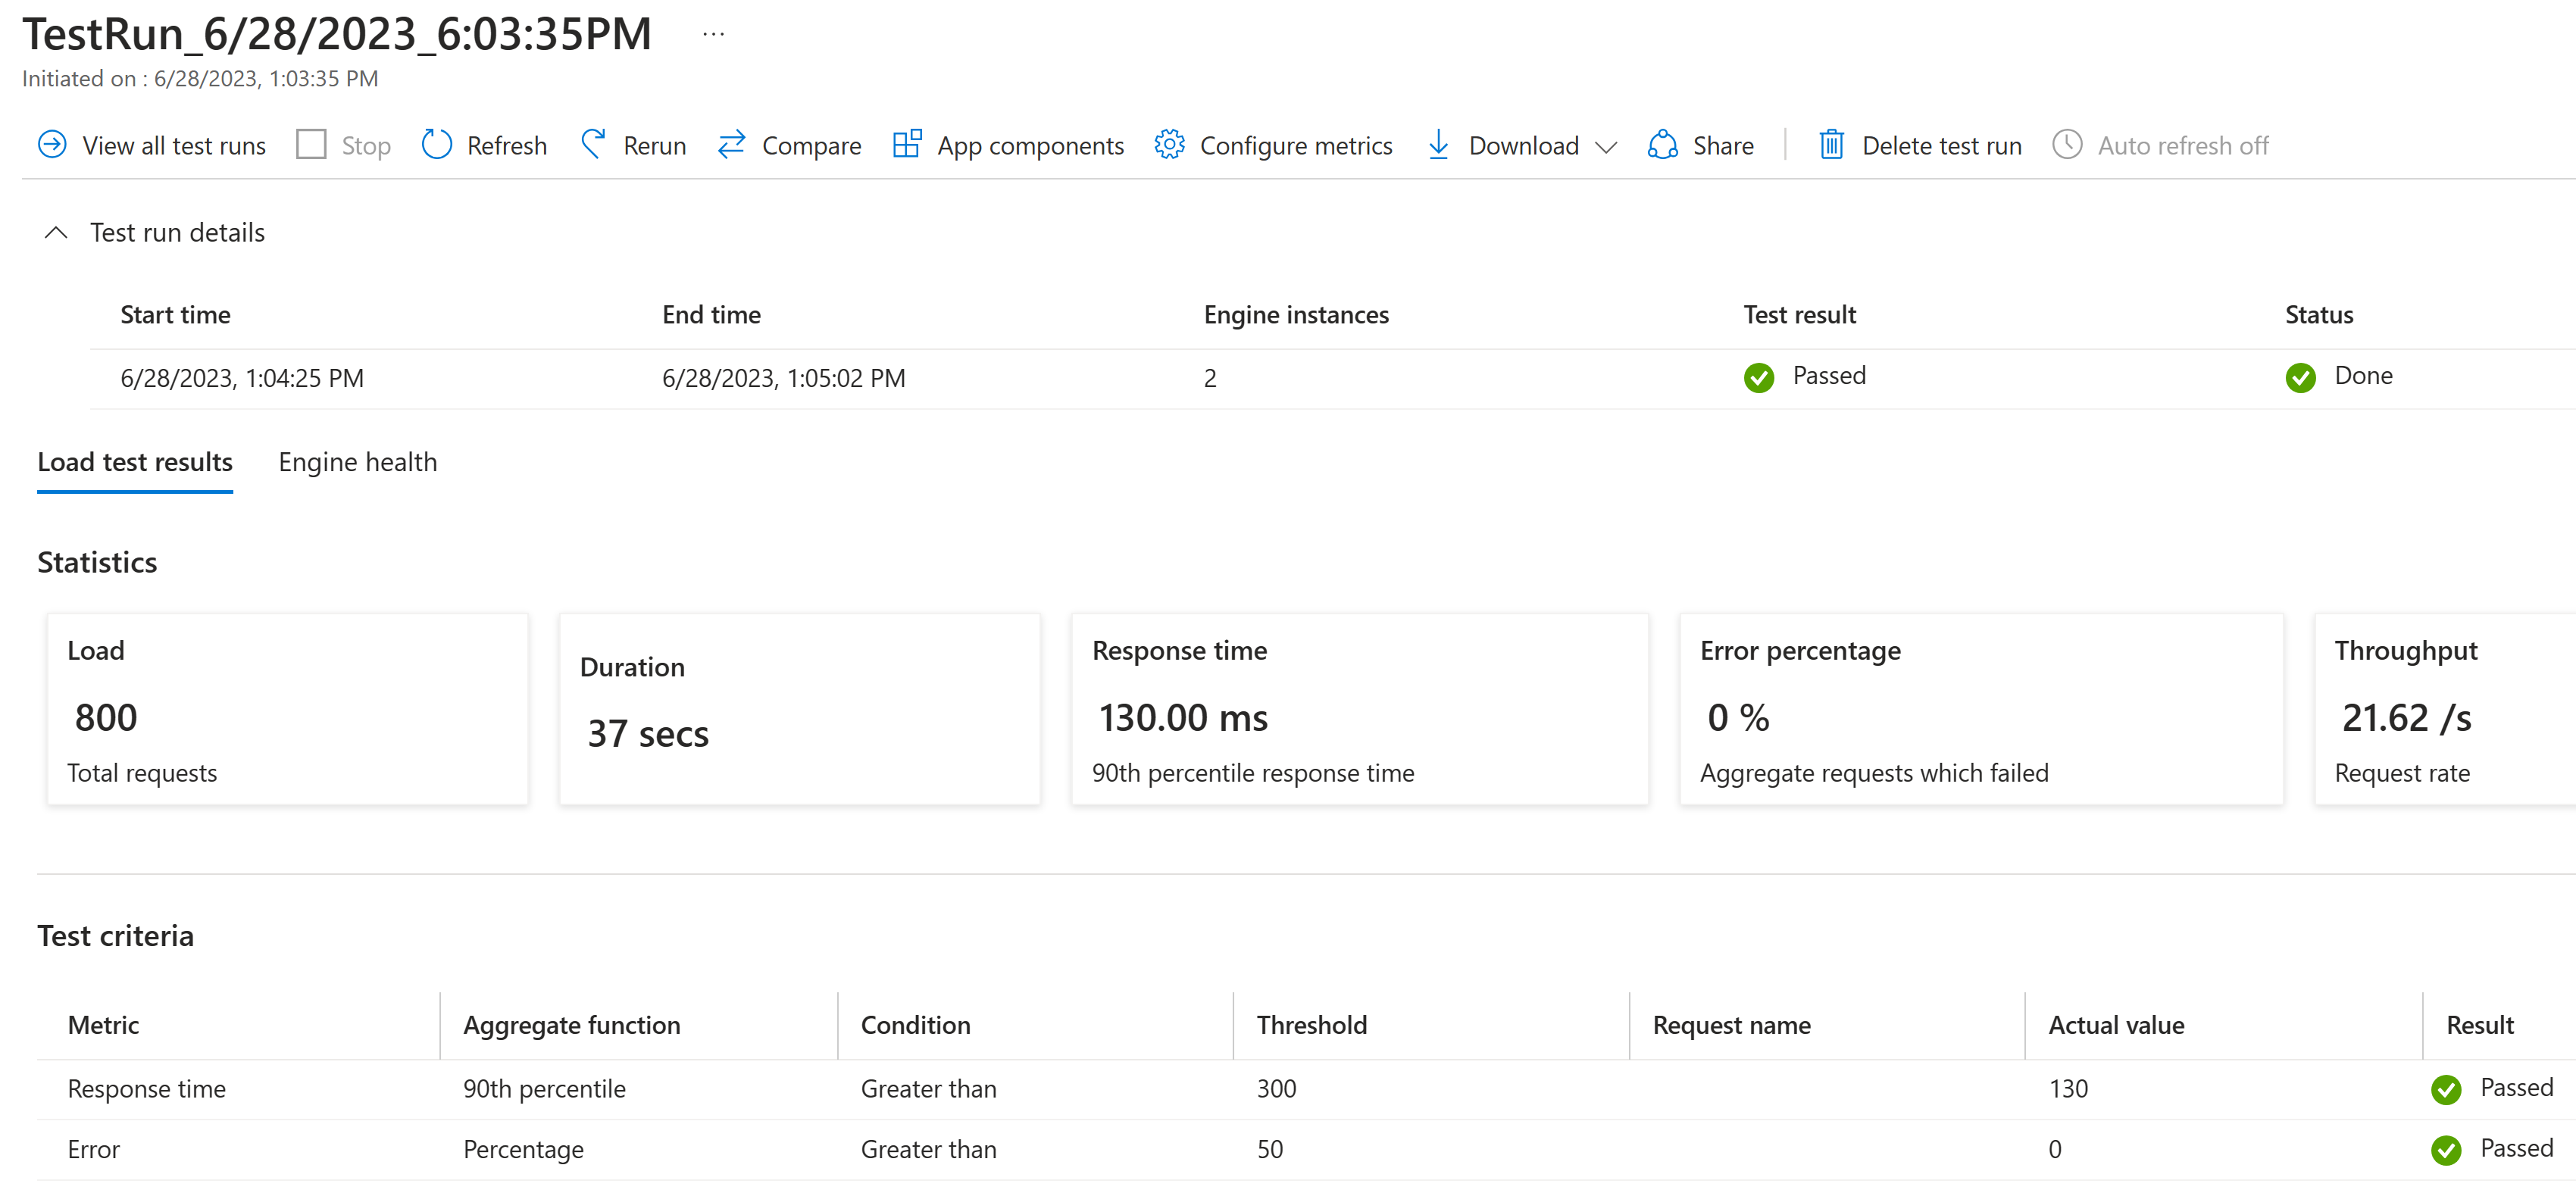 TestRun_6/28/2023_6:03:35PM ...
Initiated on : 6/28/2023, 1:03:35 PM
View all test runs Stop Refresh Rerun Compare App components Configure metrics Download Share Delete test run Auto refresh off
Test run details
Start time End time Engine instances Test result Status
6/28/2023, 1:04:25 PM 6/28/2023, 1:05:02 PM 2 Passed Done
Load test results Engine health
Statistics
Load
800
Total requests
Duration
37 secs
Response time
130.00 ms
90th percentile response time
Error percentage
0 %
Aggregate requests which failed
Throughput
21.62 /s
Request rate
Test criteria
Metric Aggregate function Condition Threshold Request name Actual value Result
Response time 90th percentile Greater than 300 130 Passed
Error Percentage Greater than 50 0 Passed